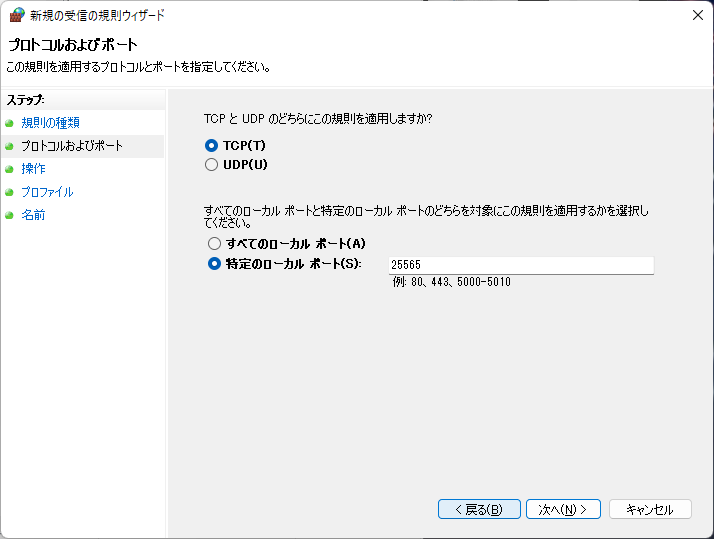 新規の受信の規則ウィザード
プロトコルおよびポート
この規則を適用するプロトコルとポートを指定してください。
ステップ:
規則の種類
プロトコルおよびポート
操作
プロファイル
名前
TCP と UDP のどちらにこの規則を適用しますか?
TCP(T)
UDP(U)
すべてのローカル ポートと特定のローカル ポートのどちらを対象にこの規則を適用するかを選択し
てください。
すべてのローカル ポート(A)
特定のローカル ポート(S):
25565
例: 80、443、5000-5010
< 戻る(B)
次へ(N) >
キャンセル